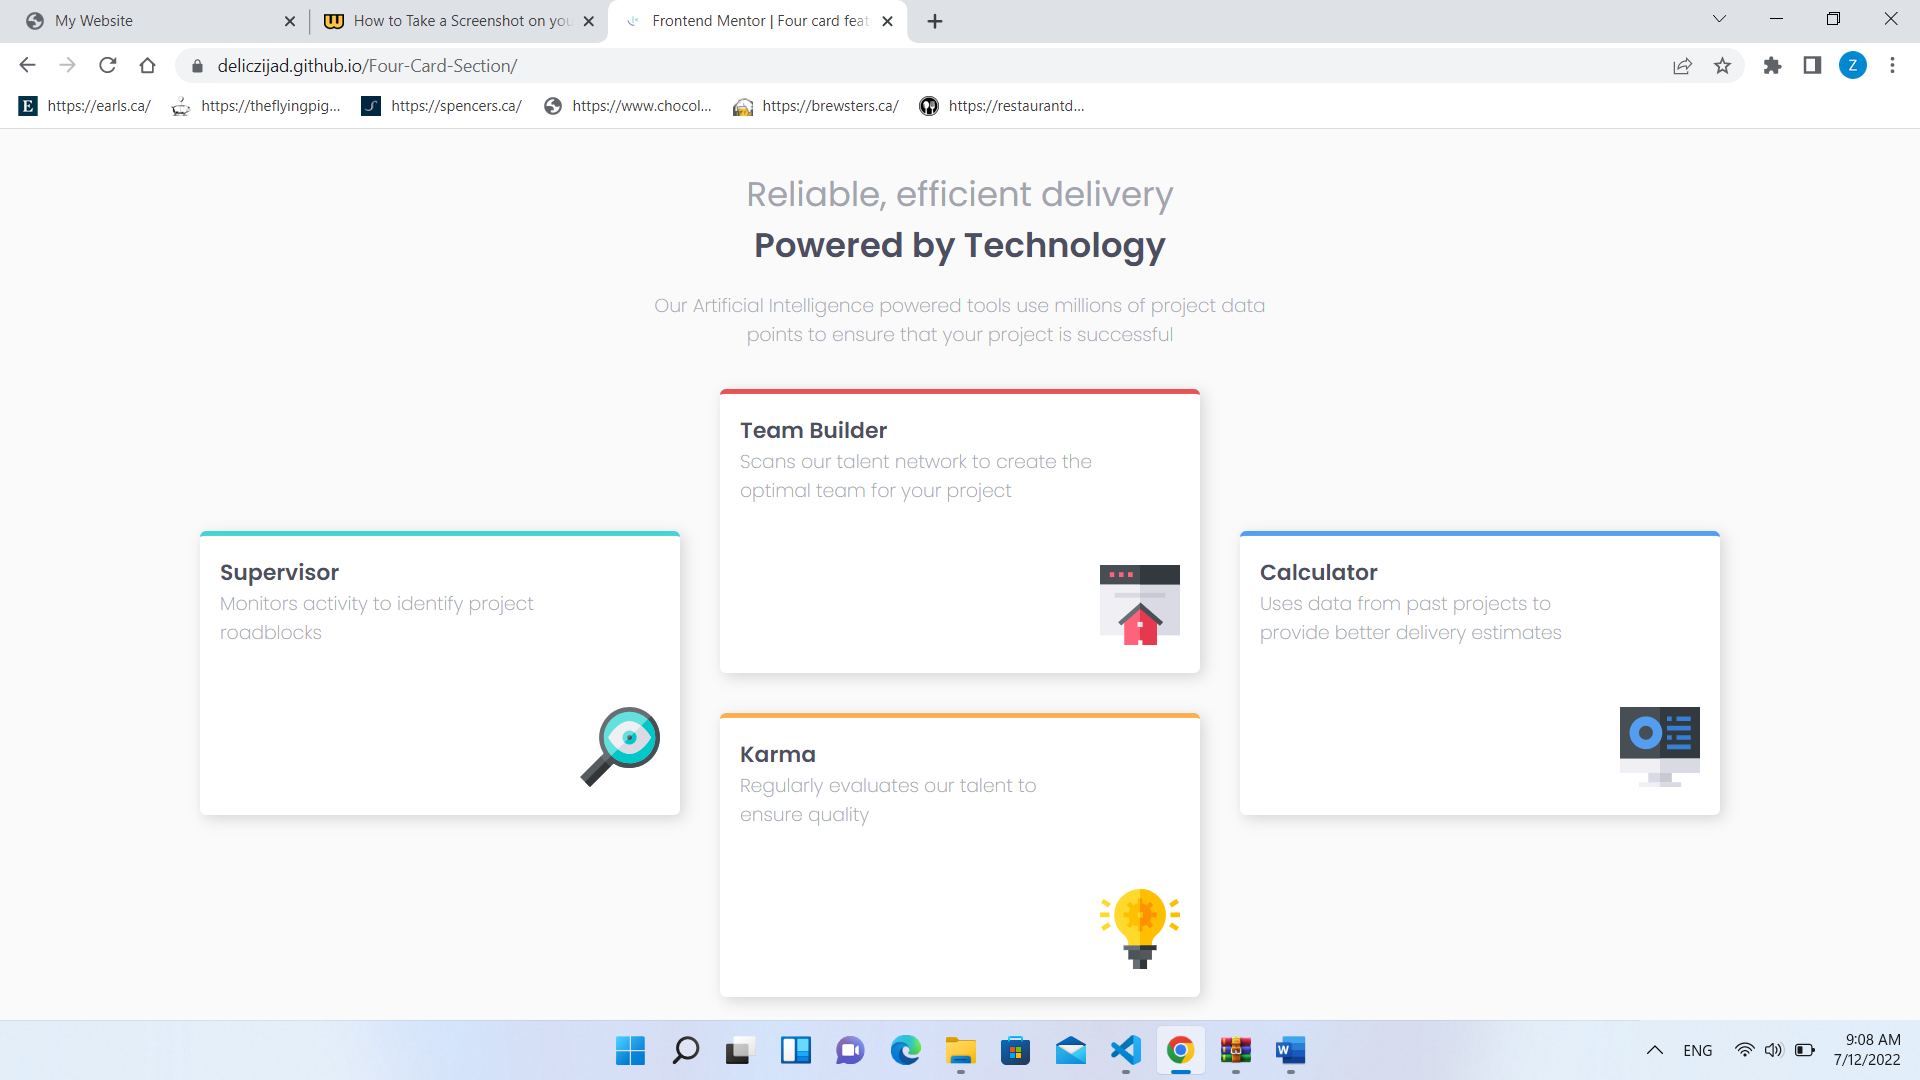 My Website
How to Take a Screenshot on you
Frontend Mentor | Four card feat
deliczijad.github.io/Four-Card-Section/
Z
E https://earls.ca/
https://theflyingpig...
https://spencers.ca/
https://www.chocol...
https://brewsters.ca/
https://restaurantd...
Reliable, efficient delivery
Powered by Technology
Our Artificial Intelligence powered tools use millions of project data
points to ensure that your project is successful
Team Builder
Scans our talent network to create the
optimal team for your project
Supervisor
Monitors activity to identify project
roadblocks
Calculator
Uses data from past projects to
provide better delivery estimates
Karma
Regularly evaluates our talent to
ensure quality
W
ENG
9:08 AM
7/12/2022